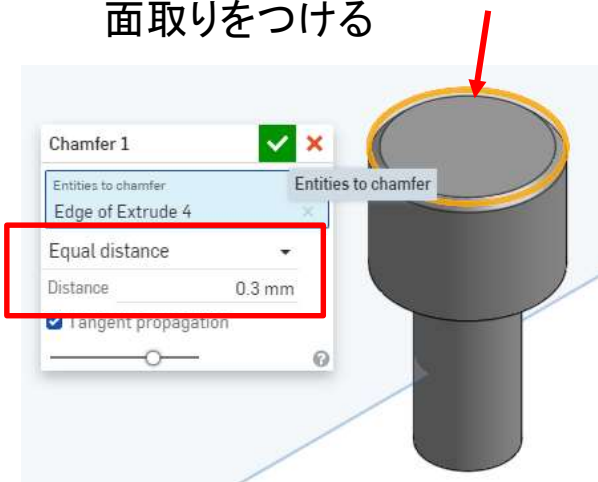 面取りをつける
Chamfer 1
Entities to chamfer
Entities to chamfer
Edge of Extrude 4
Equal distance
Distance 0.3 mm
Tangent propagation